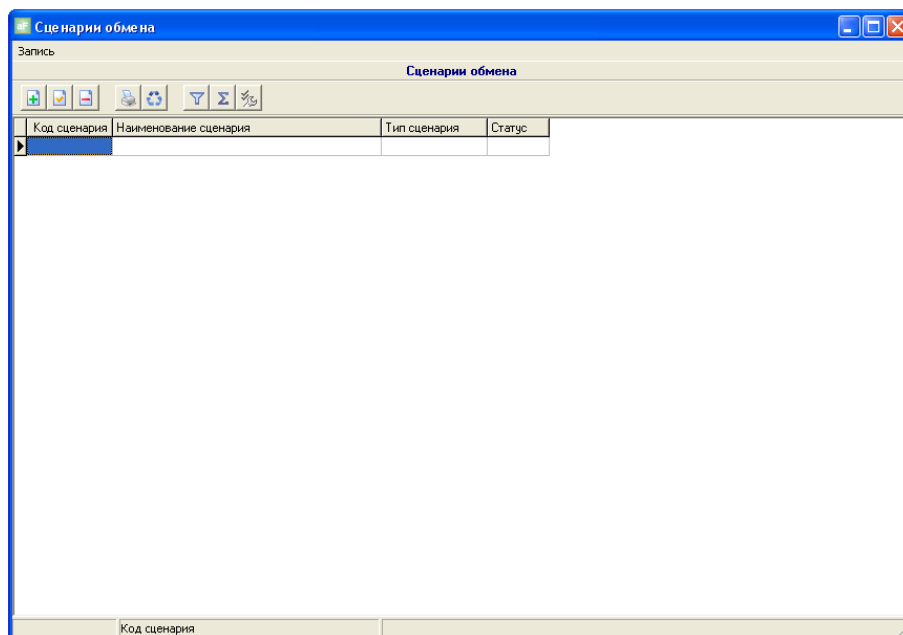 Сценарии обмена
Запись
Сценарии обмена
Код сценария Наименование сценария Тип сценария Статус
Код сценария